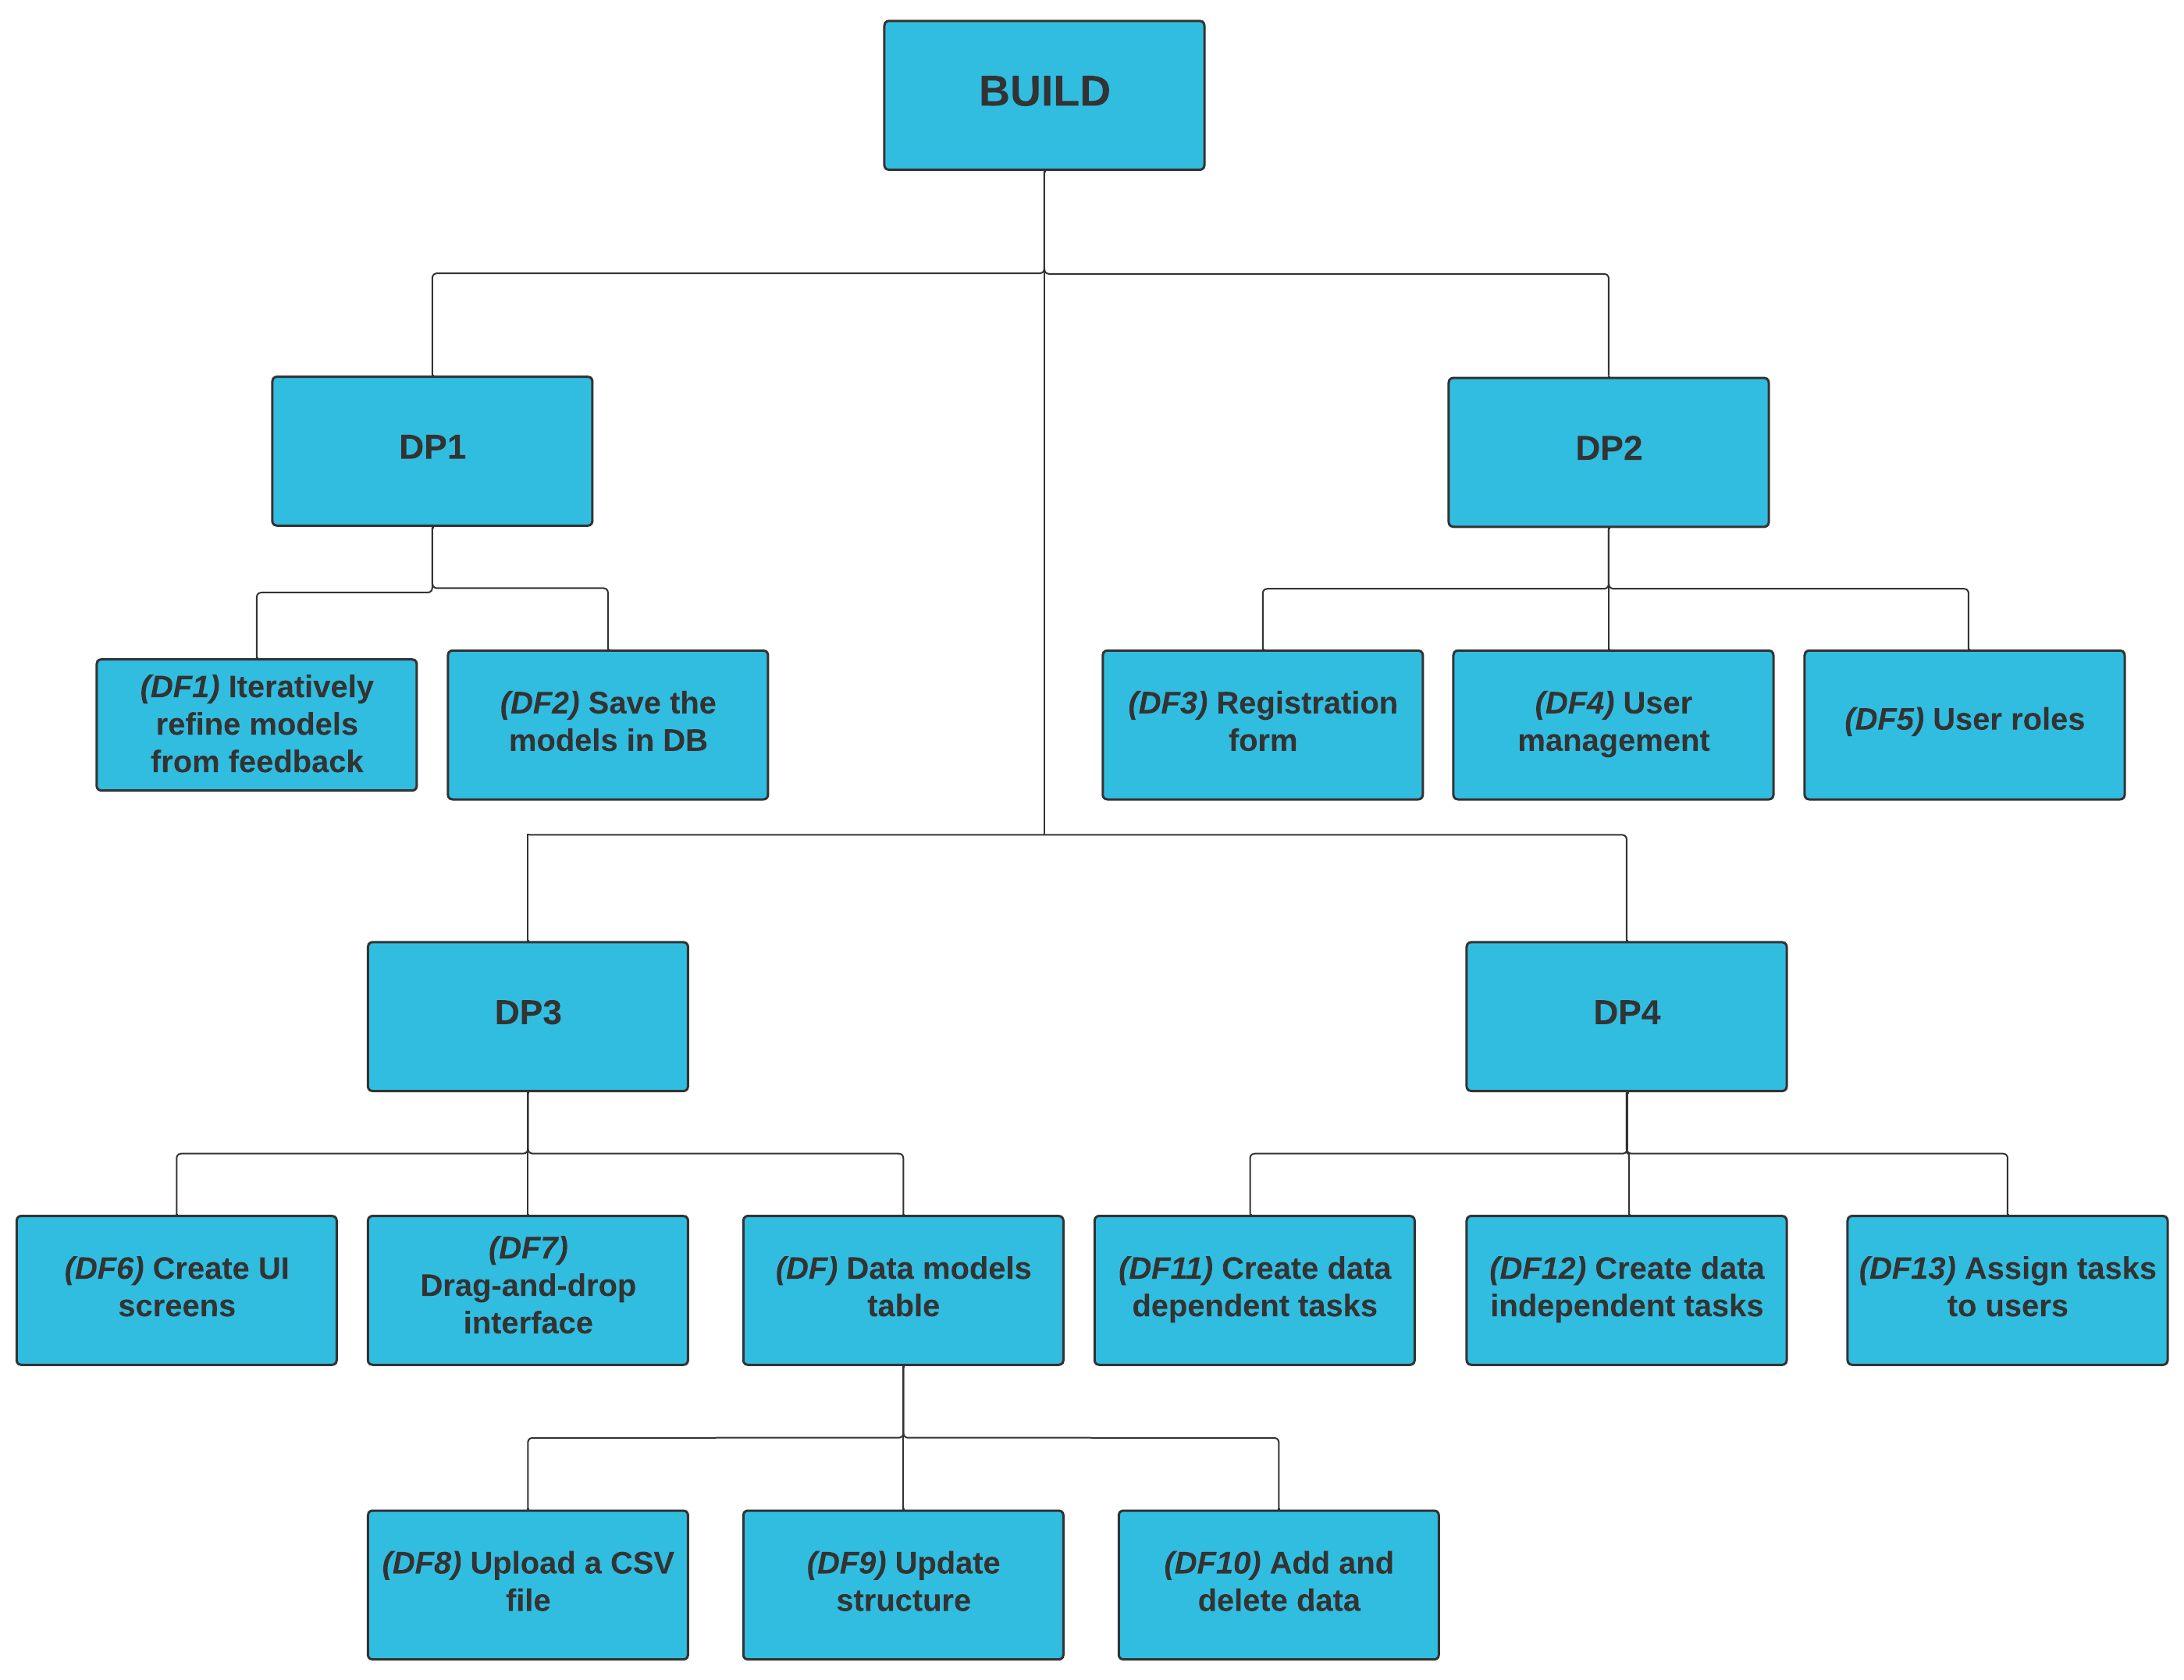 BUILD
DP1
DP2
(DF1) Iteratively
refine models
from feedback
(DF2) Save the
models in DB
(DF3) Registration
form
(DF4) User
management
(DF5) User roles
DP3
DP4
(DF6) Create UI
screens
(DF7)
Drag-and-drop
interface
(DF) Data models
table
(DF11) Create data
dependent tasks
(DF12) Create data
independent tasks
(DF13) Assign tasks
to users
(DF8) Upload a CSV
file
(DF9) Update
structure
(DF10) Add and
delete data